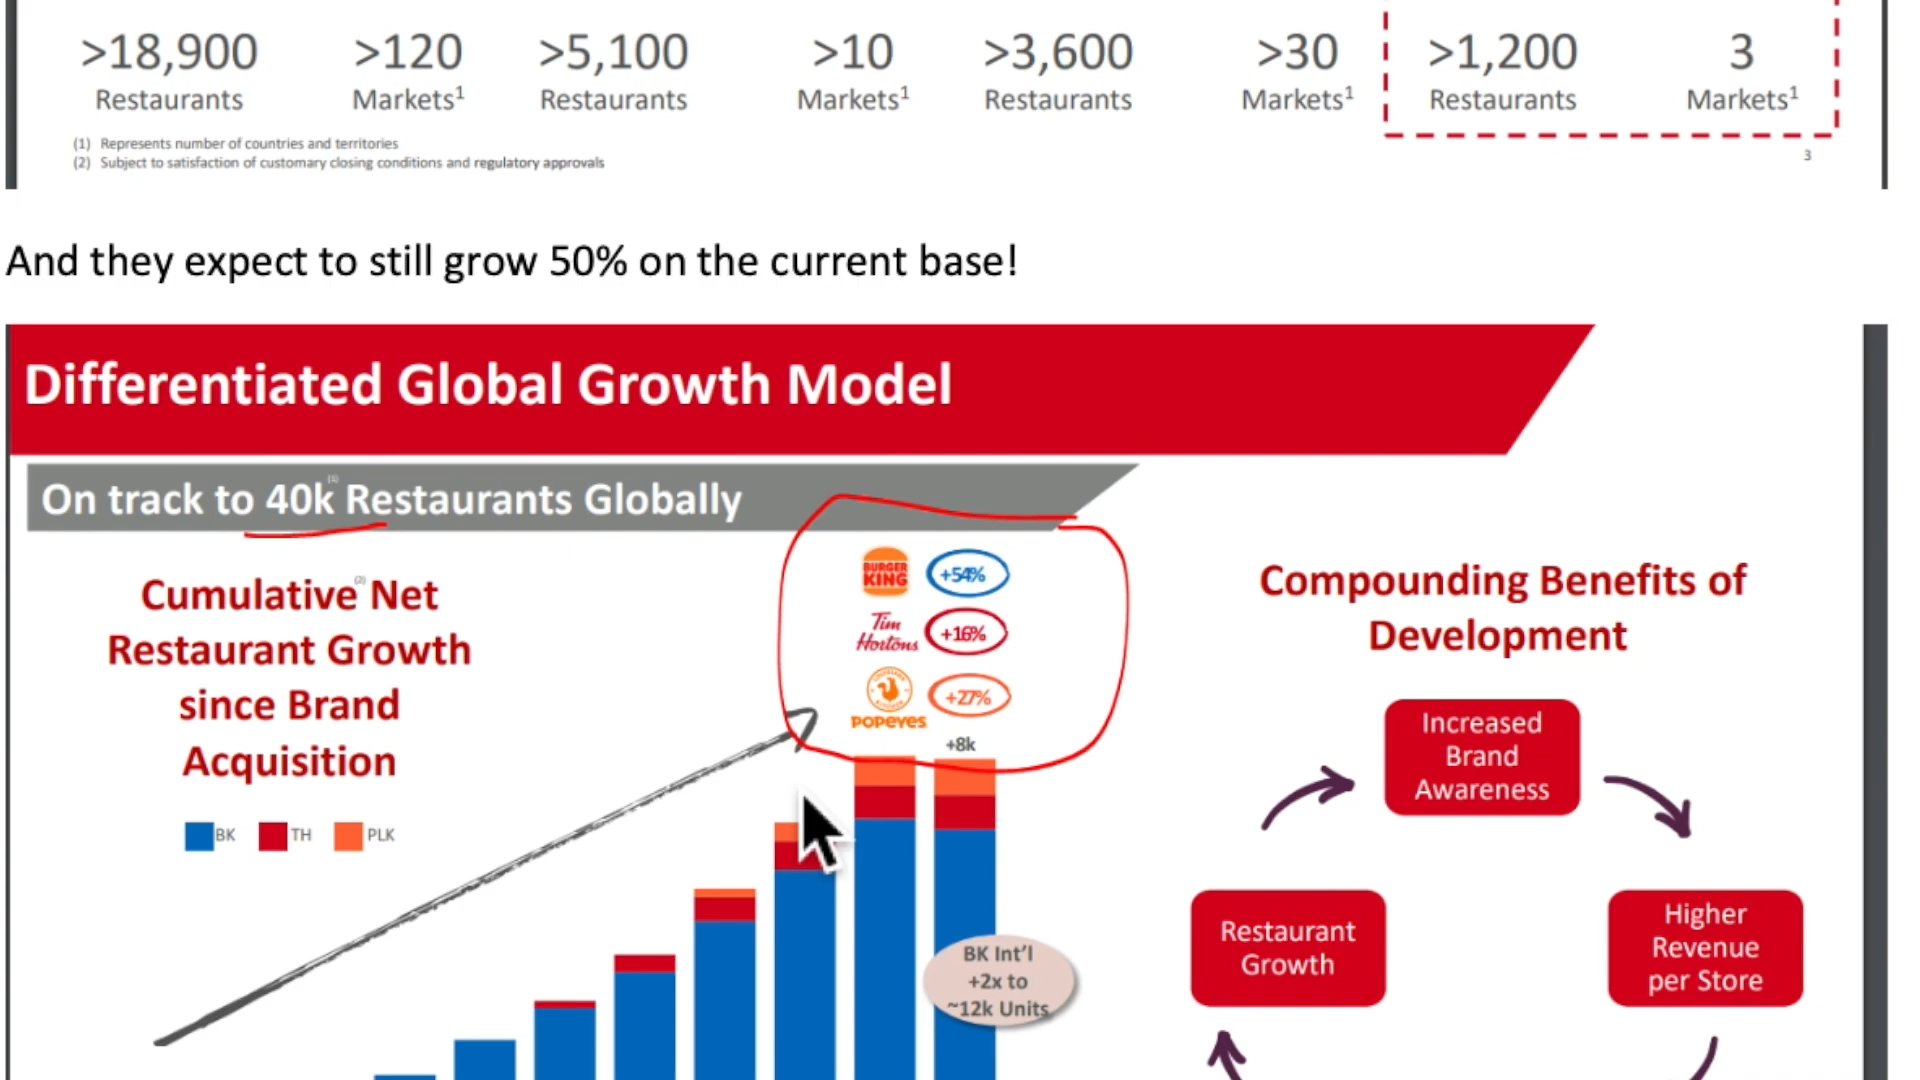 >18,900 >120 >5,100 >10 >3,600 >30 >1,200 3
Restaurants Markets1 Restaurants Markets1 Restaurants Markets1 Restaurants Markets1
(1) Represents number of countries and territories
(2) Subject to satisfaction of customary closing conditions and regulatory approvals
3
And they expect to still grow 50% on the current base!
Differentiated Global Growth Model
On track to 40k(1) Restaurants Globally
Cumulative(2) Net
Restaurant Growth
since Brand
Acquisition
BK TH PLK
BURGER
KING
+54%
Tim
Hortons
+16%
POPEYES
+27%
+8k
BK Int'l
+2x to
~12k Units
Compounding Benefits of
Development
Increased
Brand
Awareness
Restaurant
Growth
Higher
Revenue
per Store